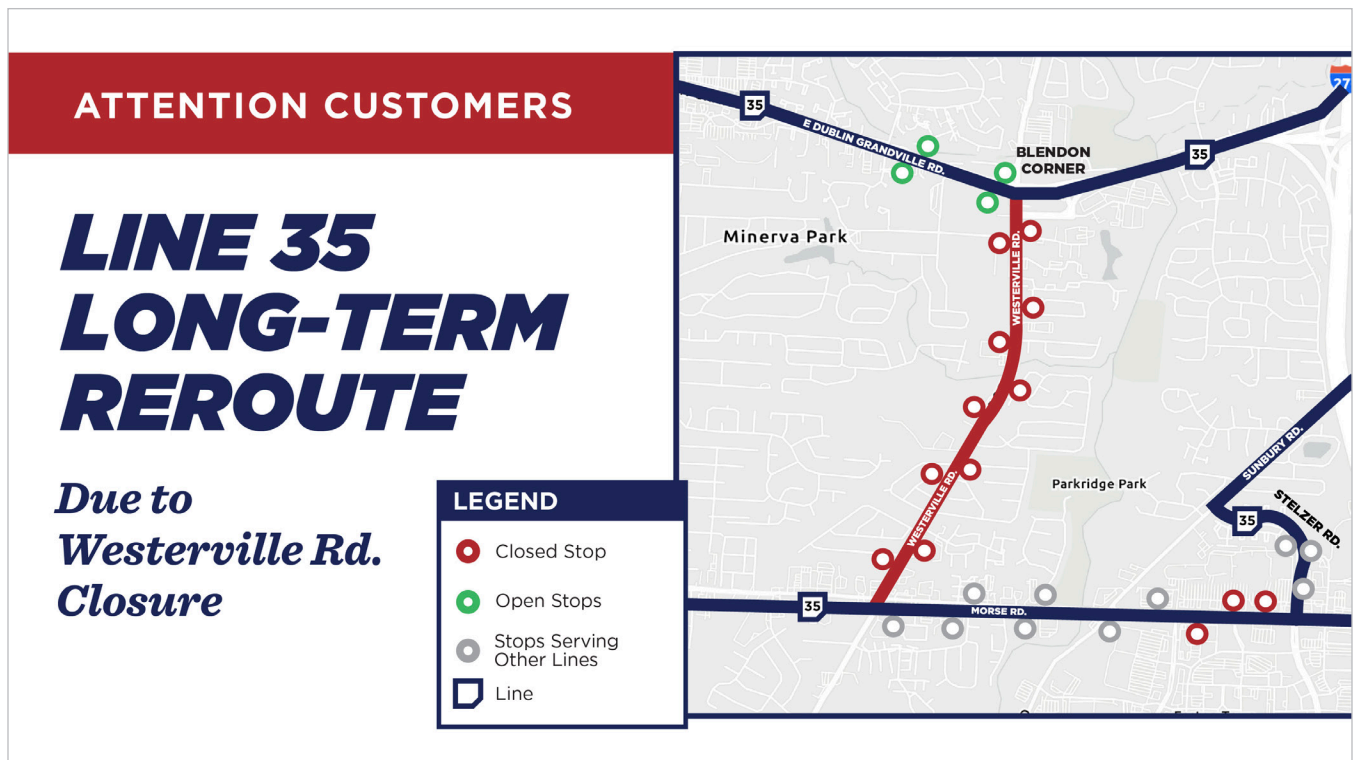 ATTENTION CUSTOMERS
LINE 35
LONG-TERM
REROUTE
Due to
Westerville Rd.
Closure
LEGEND
Closed Stop
Open Stops
Stops Serving
Other Lines
Line
27
35
E DUBLIN GRANDVILLE RD.
BLENDON
CORNER
35
Minerva Park
WESTERVILLE RD.
WESTERVILLE RD.
Parkridge Park
SUNBURY RD.
STELZER RD.
35
35
MORSE RD.